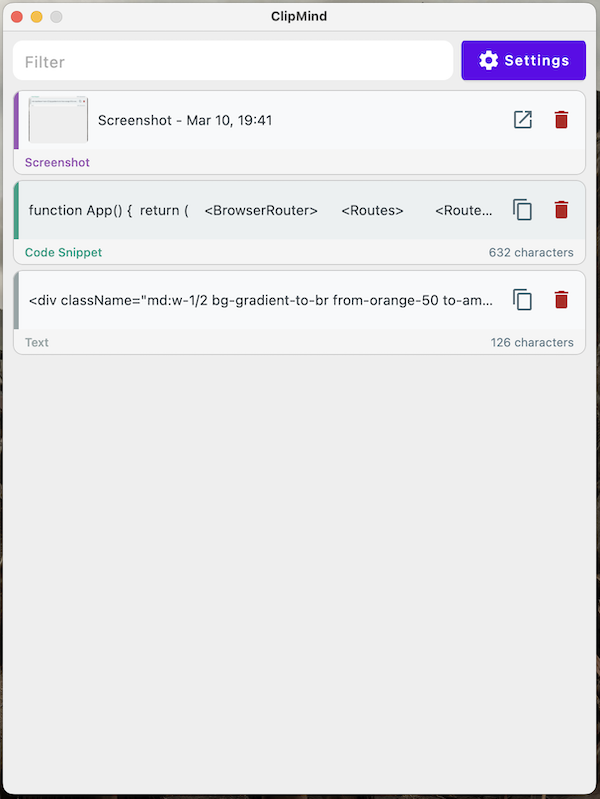 ClipMind
Filter
Settings
Screenshot - Mar 10, 19:41
Screenshot
function App() {  return (    <BrowserRouter>      <Routes>        <Route...
Code Snippet
632 characters
<div className="md:w-1/2 bg-gradient-to-br from-orange-50 to-am...
Text
126 characters